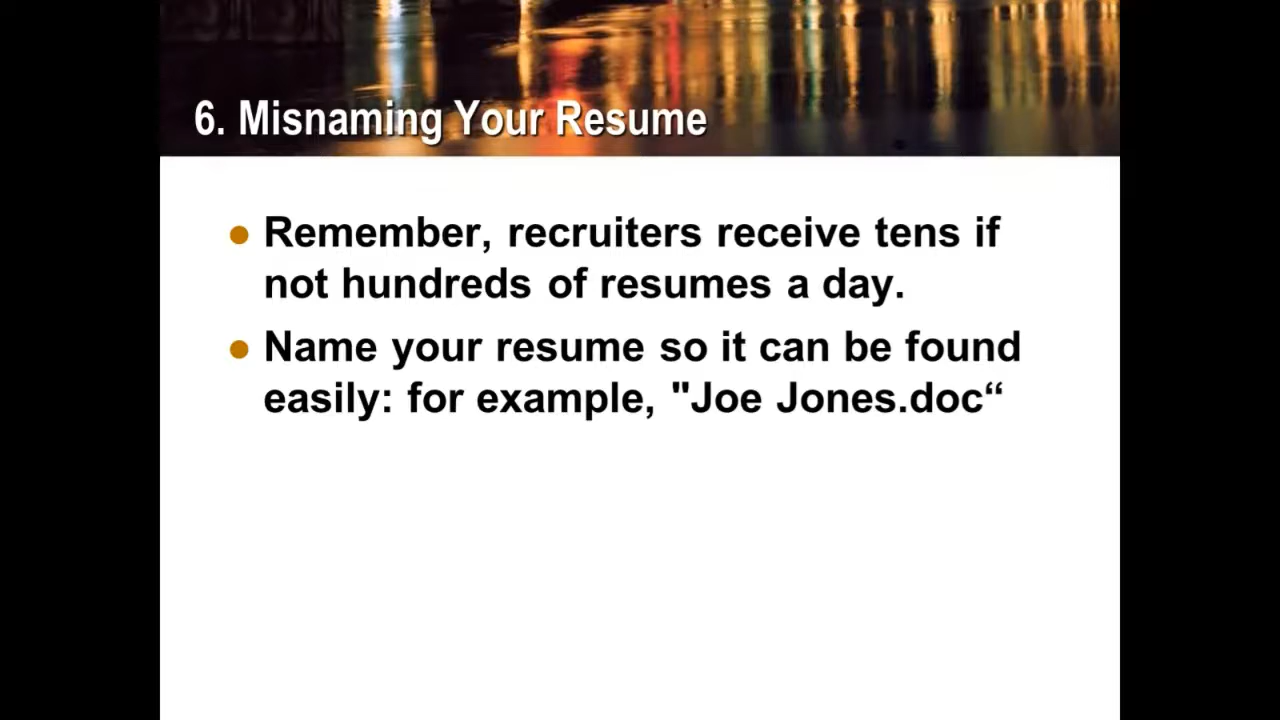 6. Misnaming Your Resume
Remember, recruiters receive tens if
not hundreds of resumes a day.
Name your resume so it can be found
easily: for example, "Joe Jones.doc“